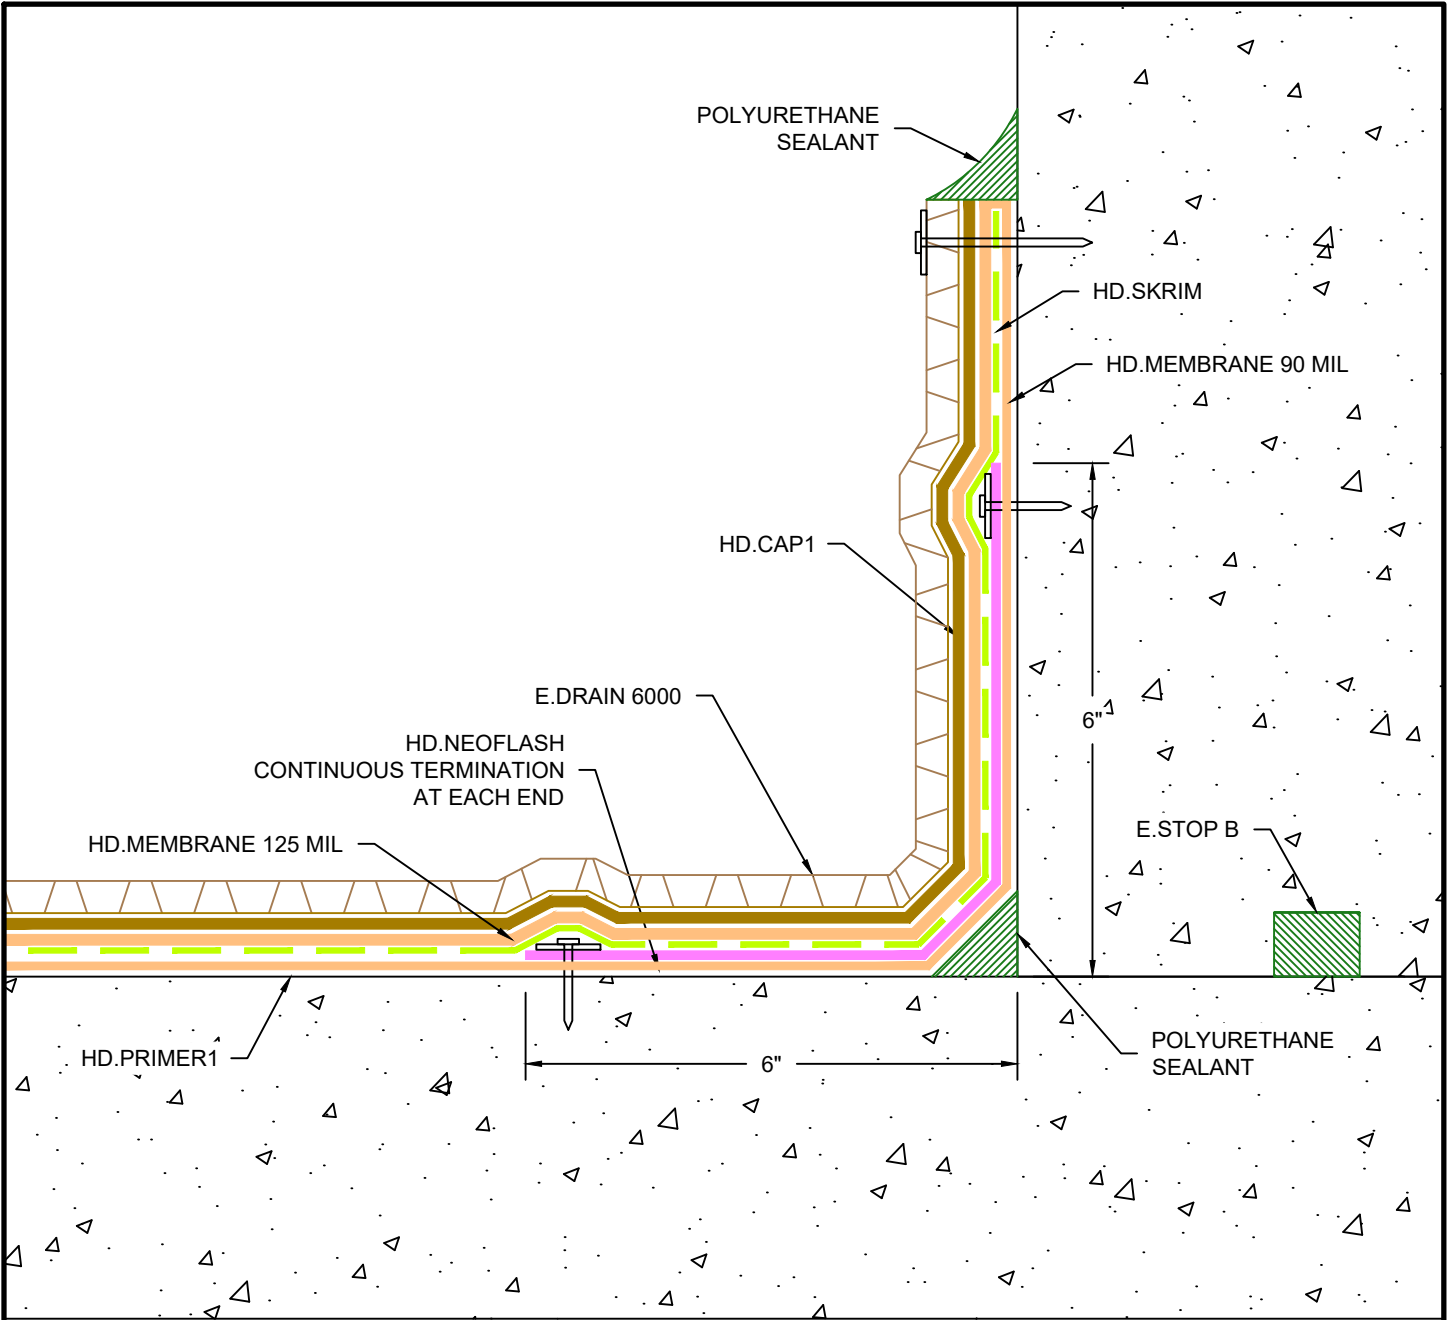 POLYURETHANE
SEALANT
HD.SKRIM
HD.MEMBRANE 90 MIL
HD.CAP1
E.DRAIN 6000
6"
HD.NEOFLASH
CONTINUOUS TERMINATION
AT EACH END
HD.MEMBRANE 125 MIL
E.STOP B
HD.PRIMER1
6"
POLYURETHANE
SEALANT